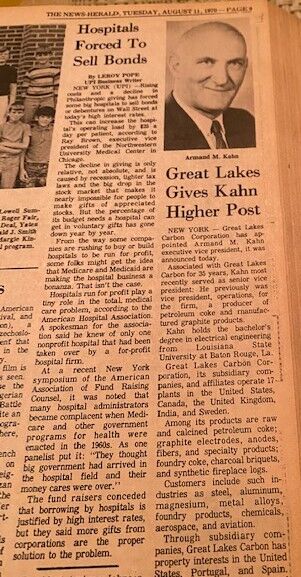 THE NEWS-HERALD, TUESDAY, AUGUST 11, 1970 — PAGE 9
Hospitals
Forced To
Sell Bonds
By LEROY POPE
UPI Business Writer
NEW YORK (UPI) — Rising
costs and a decline in
Philanthropic giving has forced
some big hospitals to sell bonds
or debentures on Wall Street at
today's high interest rates.
This can increase the hos-
pital's operating load by $25 a
day per patient, according to
Ray Brown, executive vice
president of the Northwestern
University Medical Center in
Chicago.
The decline in giving is only
relative, not absolute, and is
caused by recession, tighter tax
laws and the big drop in the
stock market that makes it
nearly impossible for people to
make gifts of appreciated
stocks. But the percentage of
its budget needs a hospital can
get in voluntary gifts has gone
down year by year.
From the way some compa-
nies are rushing to buy or build
hospitals to be run for profit,
some folks might get the idea
that Medicare and Medicaid are
making the hospital business a
bonanza. That isn't the case.
Hospitals run for profit play a
tiny role in the total, medical
care problem, according to the
American Hospital Association.
A spokesman for the associa-
tion said he knew of only one
nonprofit hospital that had been
taken over by a for-profit
hospital firm.
At a recent New York
symposium of the American
Association of Fund Raising
Counsel, it was noted that
many hospital administrators
became complacent when Medi-
care and other government
programs for health were
enacted in the 1960s. As one
panelist put it: "They thought
big government had arrived in
the hospital field and their
money cares were over."
The fund raisers conceded
that borrowing by hospitals is
justified by high interest rates,
but they said more gifts from
corporations are the proper
solution to the problem.
Armand M. Kahn
Great Lakes
Gives Kahn
Higher Post
NEW YORK — Great Lakes
Carbon Corporation has ap-
pointed Armand M. Kahn
executive vice president, it was
announced today.
Associated with Great Lakes
Carbon for 35 years, Kahn most
recently served as senior vice
president: He previously was
vice president, operations, for
the firm, a producer of
petroleum coke and manufac-
tured graphite products.
Kahn holds the bachelor's
degree in electrical engineering
from Louisiana State
University at Baton Rouge, La.
Great Lakes Carbon Cor-
poration, its subsidiary com-
panies, and affiliates operate 17
plants in the United States,
Canada, the United Kingdom,
India, and Sweden.
Among its products are raw
and calcined petroleum coke;
graphite electrodes, anodes,
fibers, and specialty products;
foundry coke, charcoal briquets,
and synthetic fireplace logs.
Customers include such in-
dustries as steel, aluminum,
magnesium, metal alloys,
foundry products, chemicals,
aerospace, and aviation.
Through subsidiary com-
panies, Great Lakes Carbon has
property interests in the United
States, Portugal, and Spain.